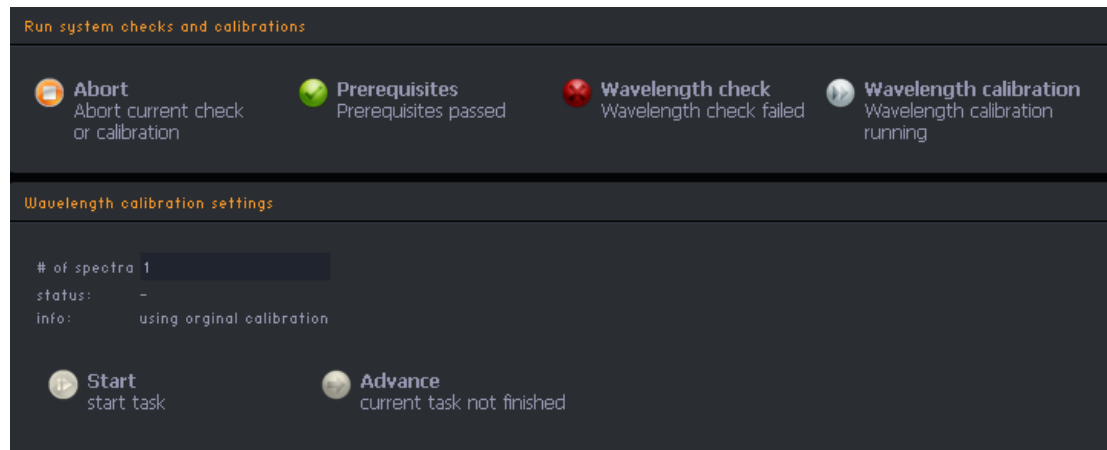 Run system checks and calibrations
Abort
Abort current check
or calibration
Prerequisites
Prerequisites passed
Wavelength check
Wavelength check failed
Wavelength calibration
Wavelength calibration
running
Wavelength calibration settings
# of spectra 1
status: -
info: using orginal calibration
Start
start task
Advance
current task not finished